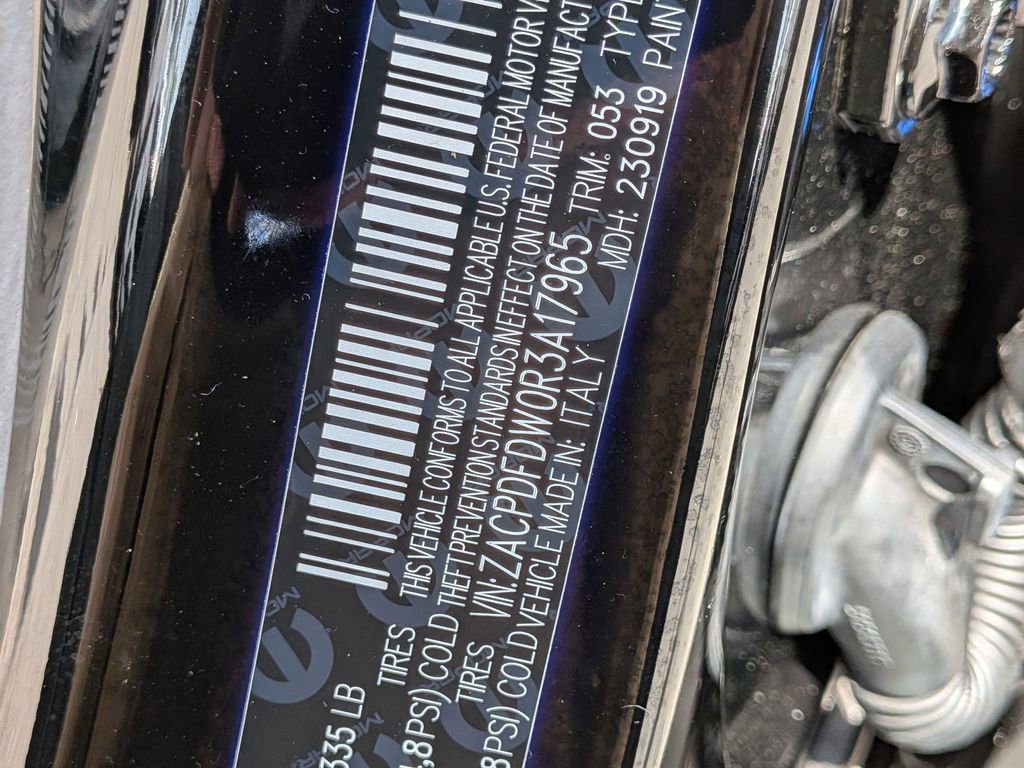 335 LB
TIRES THIS VEHICLE CONFORMS TO ALL APPLICABLE U.S. FEDERAL MOTOR
,8PSI) COLD THEFT PREVENTION STANDARDS IN EFFECT ON THE DATE OF MANUFACT
TIRES VIN: ZACPDFDW0R3A17965 TRIM: 053 TYPE
8PSI) COLD VEHICLE MADE IN: ITALY MDH: 230919 PAIN
MOPAR